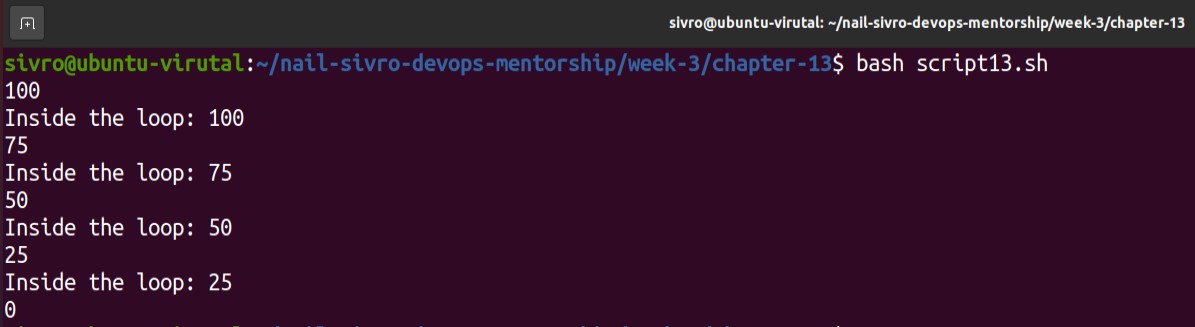 sivro@ubuntu-virutal: ~/nail-sivro-devops-mentorship/week-3/chapter-13
sivro@ubuntu-virutal:~/nail-sivro-devops-mentorship/week-3/chapter-13$ bash script13.sh
100
Inside the loop: 100
75
Inside the loop: 75
50
Inside the loop: 50
25
Inside the loop: 25
0